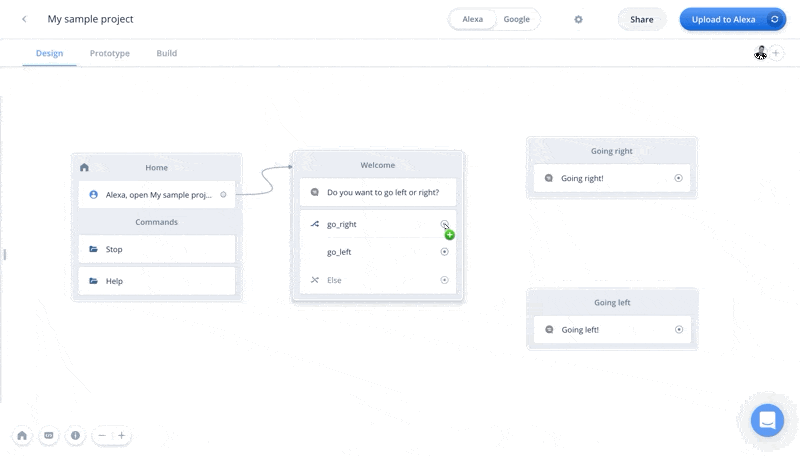 My sample project
Alexa
Google
Share
Upload to Alexa
Design
Prototype
Build
Home
Alexa, open My sample proj...
Commands
Stop
Help
Welcome
Do you want to go left or right?
go_right
go_left
Else
Going right
Going right!
Going left
Going left!